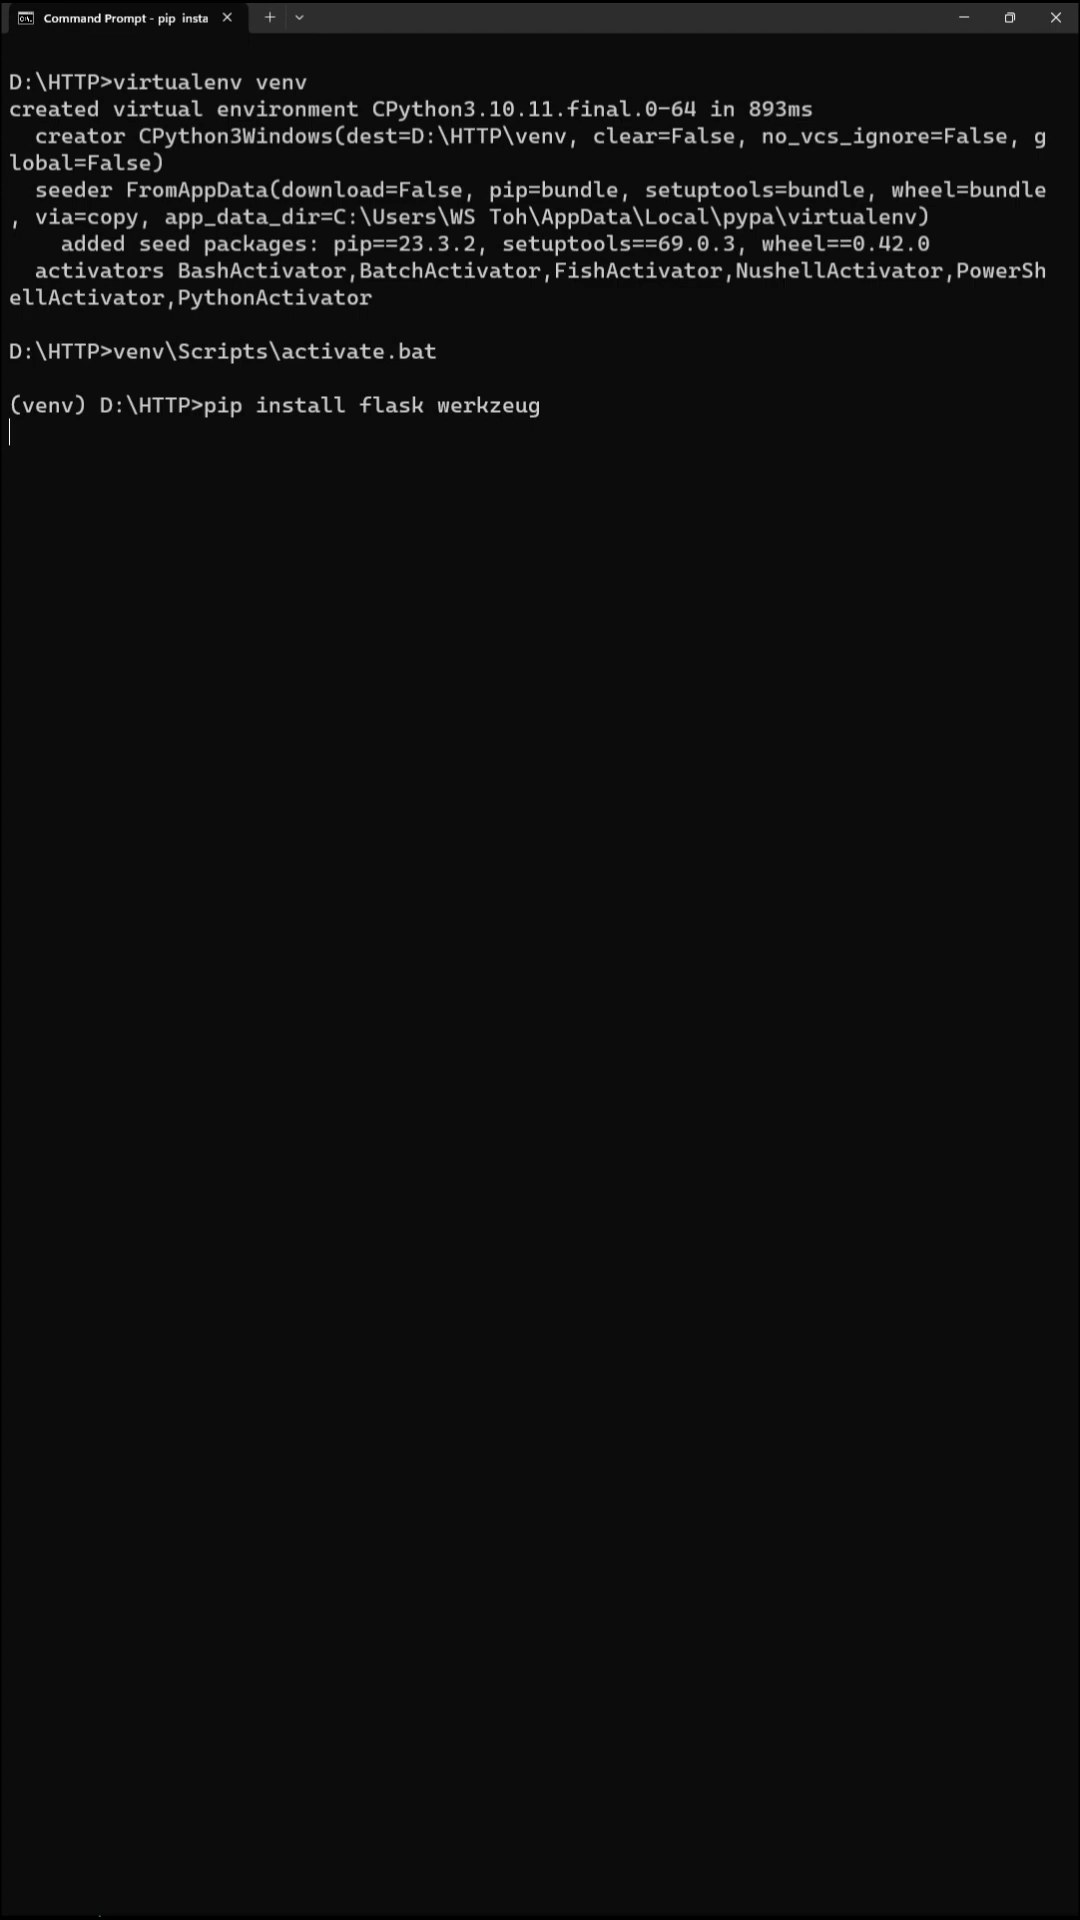 Command Prompt - pip insta
D:\HTTP>virtualenv venv
created virtual environment CPython3.10.11.final.0-64 in 893ms
  creator CPython3Windows(dest=D:\HTTP\venv, clear=False, no_vcs_ignore=False, g
lobal=False)
  seeder FromAppData(download=False, pip=bundle, setuptools=bundle, wheel=bundle
, via=copy, app_data_dir=C:\Users\WS Toh\AppData\Local\pypa\virtualenv)
    added seed packages: pip==23.3.2, setuptools==69.0.3, wheel==0.42.0
  activators BashActivator,BatchActivator,FishActivator,NushellActivator,PowerSh
ellActivator,PythonActivator
D:\HTTP>venv\Scripts\activate.bat
(venv) D:\HTTP>pip install flask werkzeug